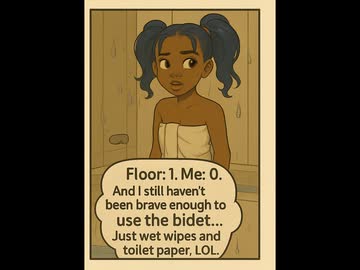 Floor: 1. Me: 0.
And I still haven't
been brave enough to
use the bidet...
Just wet wipes and
toilet paper, LOL.